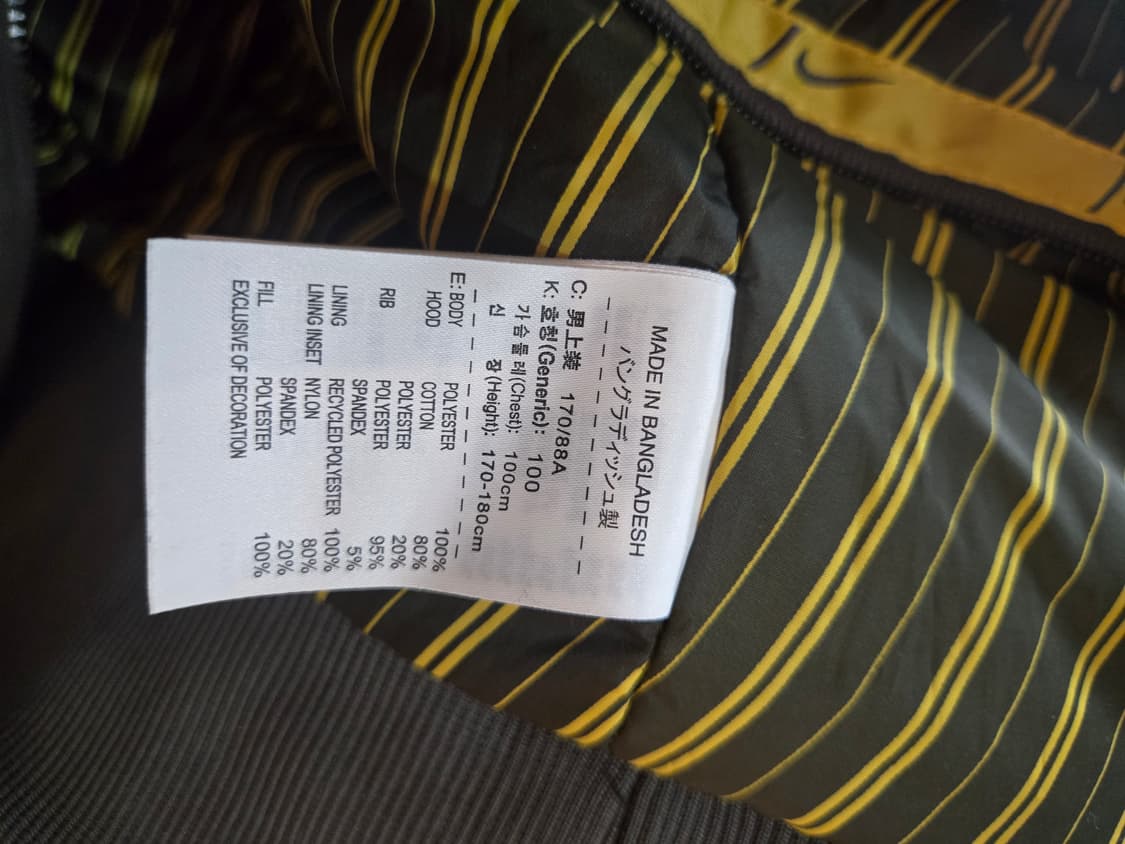 MADE IN BANGLADESH
バングラディッシュ製
C: 男上装 170/88A
K: 호칭(Generic): 100
가슴둘레(Chest): 100cm
신 장(Height): 170-180cm
E: BODY POLYESTER 100%
HOOD COTTON 80%
POLYESTER 20%
RIB POLYESTER 95%
SPANDEX 5%
LINING RECYCLED POLYESTER 100%
LINING INSET NYLON 80%
SPANDEX 20%
FILL POLYESTER 100%
EXCLUSIVE OF DECORATION